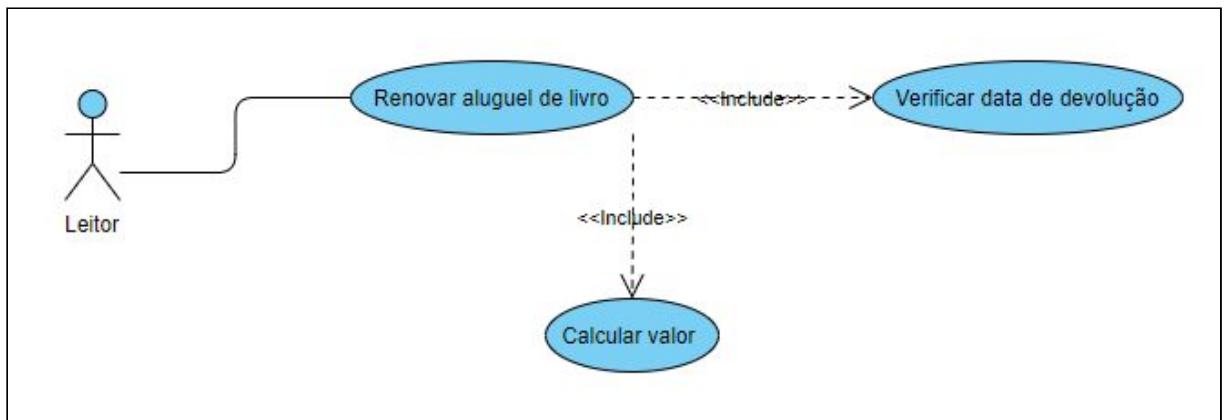 Renovar aluguel de livro
<<Include>>
Verificar data de devolução
Leitor
<<Include>>
Calcular valor